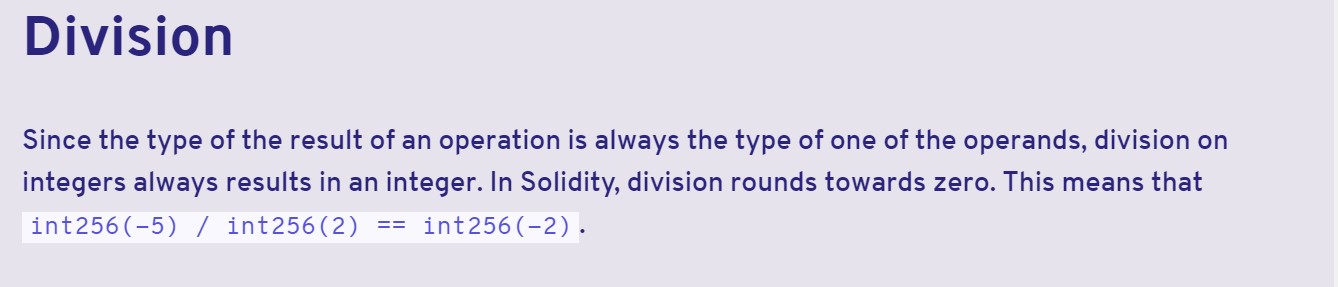 Division
Since the type of the result of an operation is always the type of one of the operands, division on
integers always results in an integer. In Solidity, division rounds towards zero. This means that
int256(-5) / int256(2) == int256(-2).